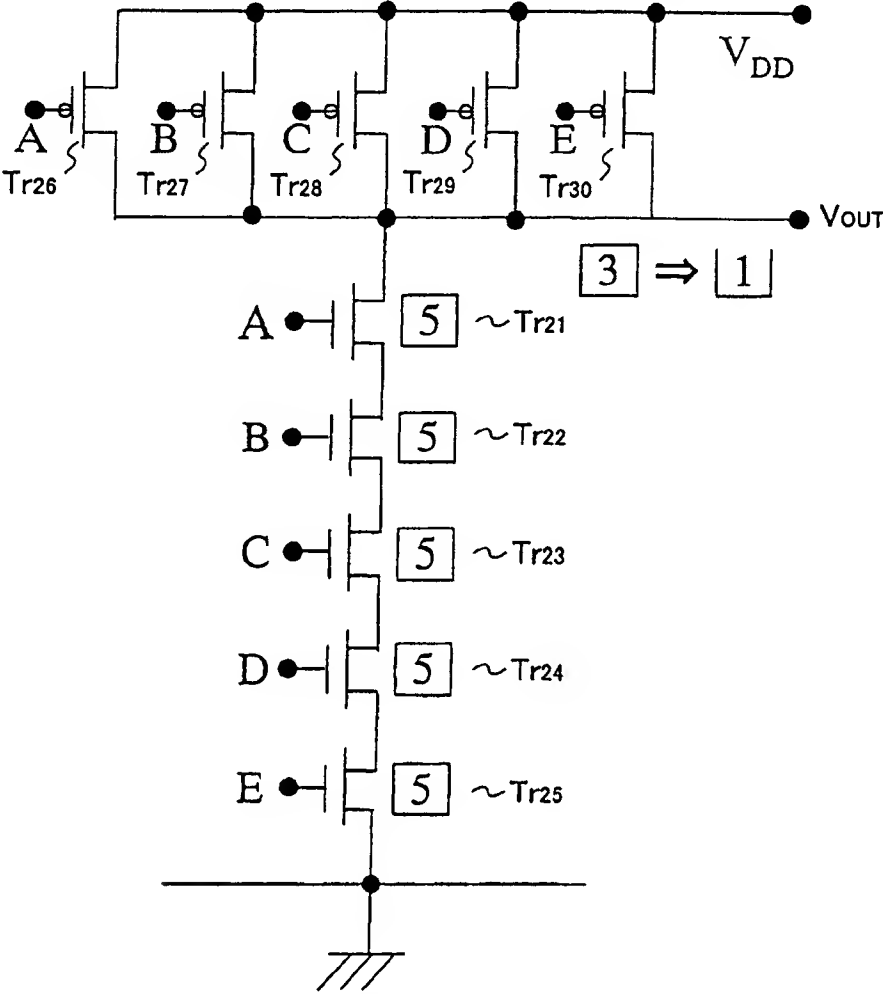 VDD
A B C D E
Tr26 Tr27 Tr28 Tr29 Tr30
VOUT
3 ⇒ 1
A 5 ~Tr21
B 5 ~Tr22
C 5 ~Tr23
D 5 ~Tr24
E 5 ~Tr25